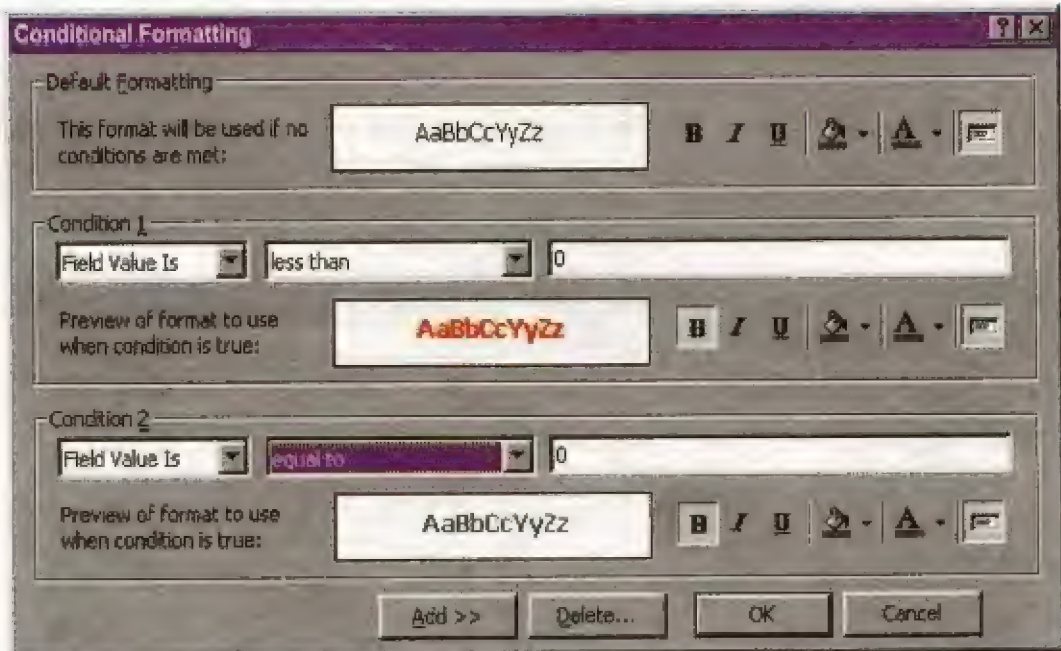 Conditional Formatting
Default Formatting
This format will be used if no
conditions are met:
AaBbCcYyZz
B I U A
Condition 1
Field Value Is less than 0
Preview of format to use
when condition is true:
AaBbCcYyZz
B I U A
Condition 2
Field Value Is equal to 0
Preview of format to use
when condition is true:
AaBbCcYyZz
B I U A
Add >> Delete... OK Cancel